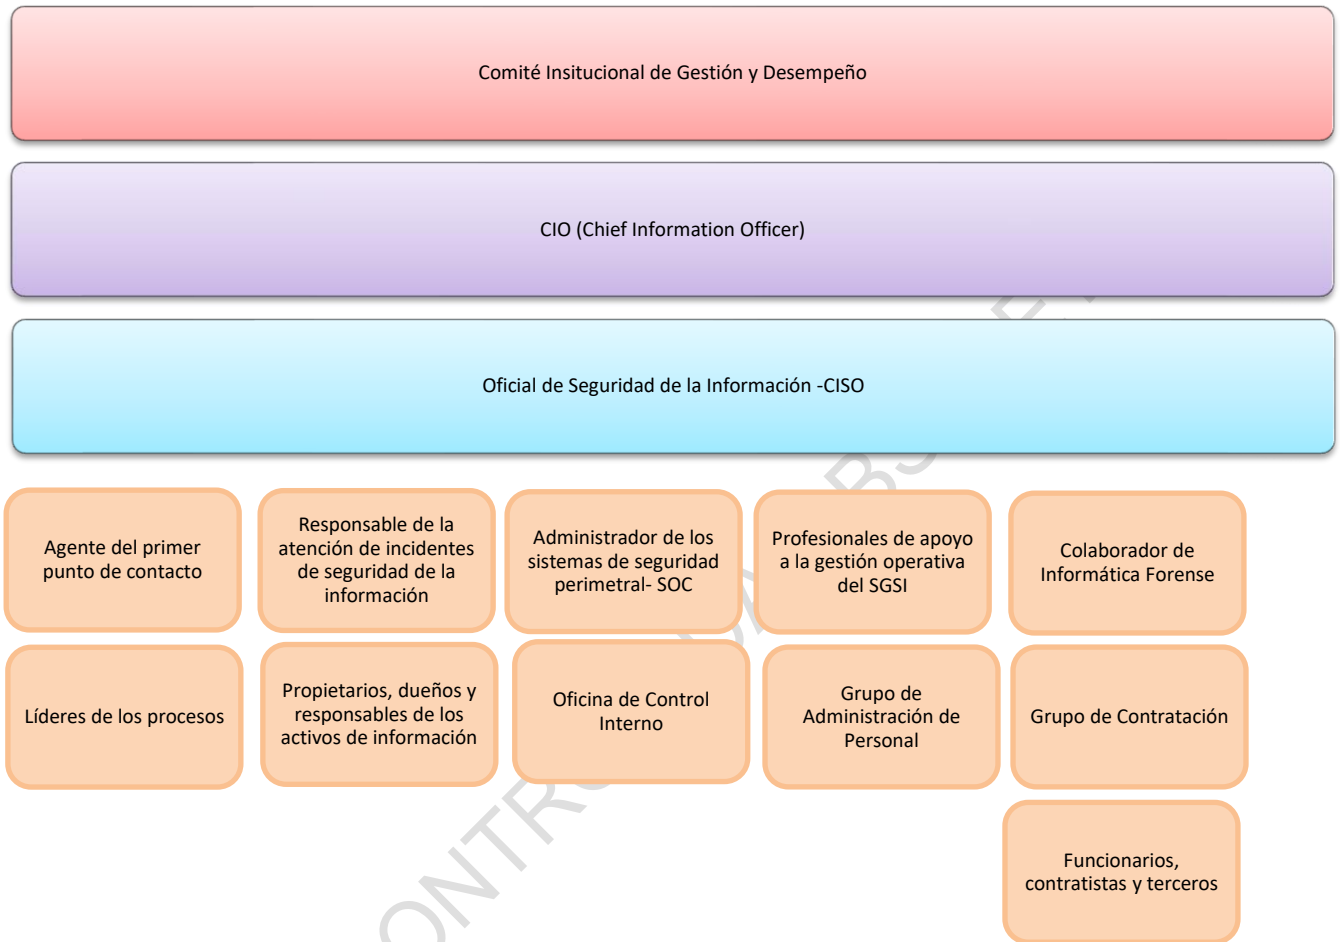 Comité Insitucional de Gestión y Desempeño
CIO (Chief Information Officer)
Oficial de Seguridad de la Información -CISO
Agente del primer
punto de contacto
Responsable de la
atención de incidentes
de seguridad de la
información
Administrador de los
sistemas de seguridad
perimetral- SOC
Profesionales de apoyo
a la gestión operativa
del SGSI
Colaborador de
Informática Forense
Líderes de los procesos
Propietarios, dueños y
responsables de los
activos de información
Oficina de Control
Interno
Grupo de
Administración de
Personal
Grupo de Contratación
Funcionarios,
contratistas y terceros